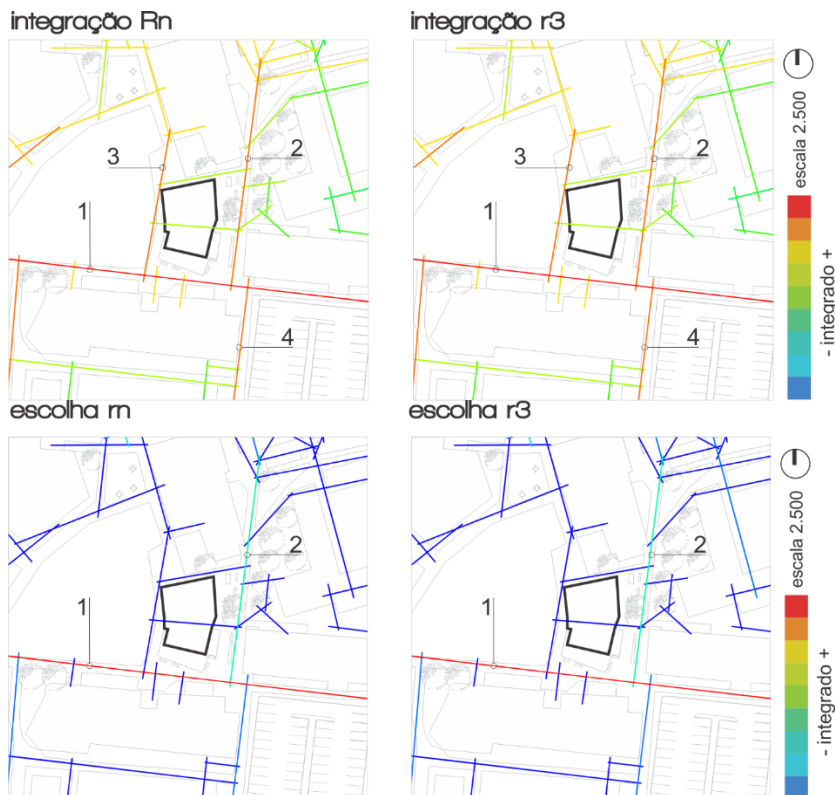 integração Rn
integração r3
1
2
3
4
1
2
3
4
escala 2.500
- integrado +
escolha rn
escolha r3
1
2
1
2
escala 2.500
- integrado +